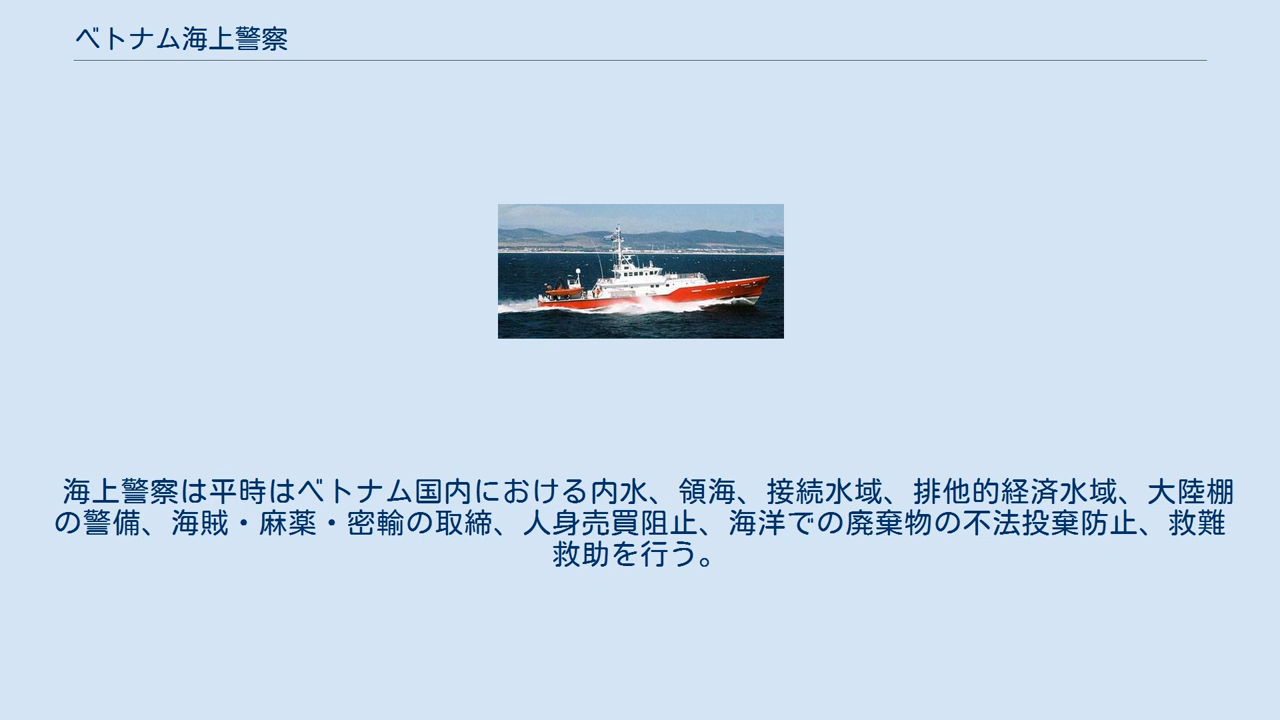 ベトナム海上警察
海上警察は平時はベトナム国内における内水、領海、接続水域、排他的経済水域、大陸棚
の警備、海賊・麻薬・密輸の取締、人身売買阻止、海洋での廃棄物の不法投棄防止、救難
救助を行う。